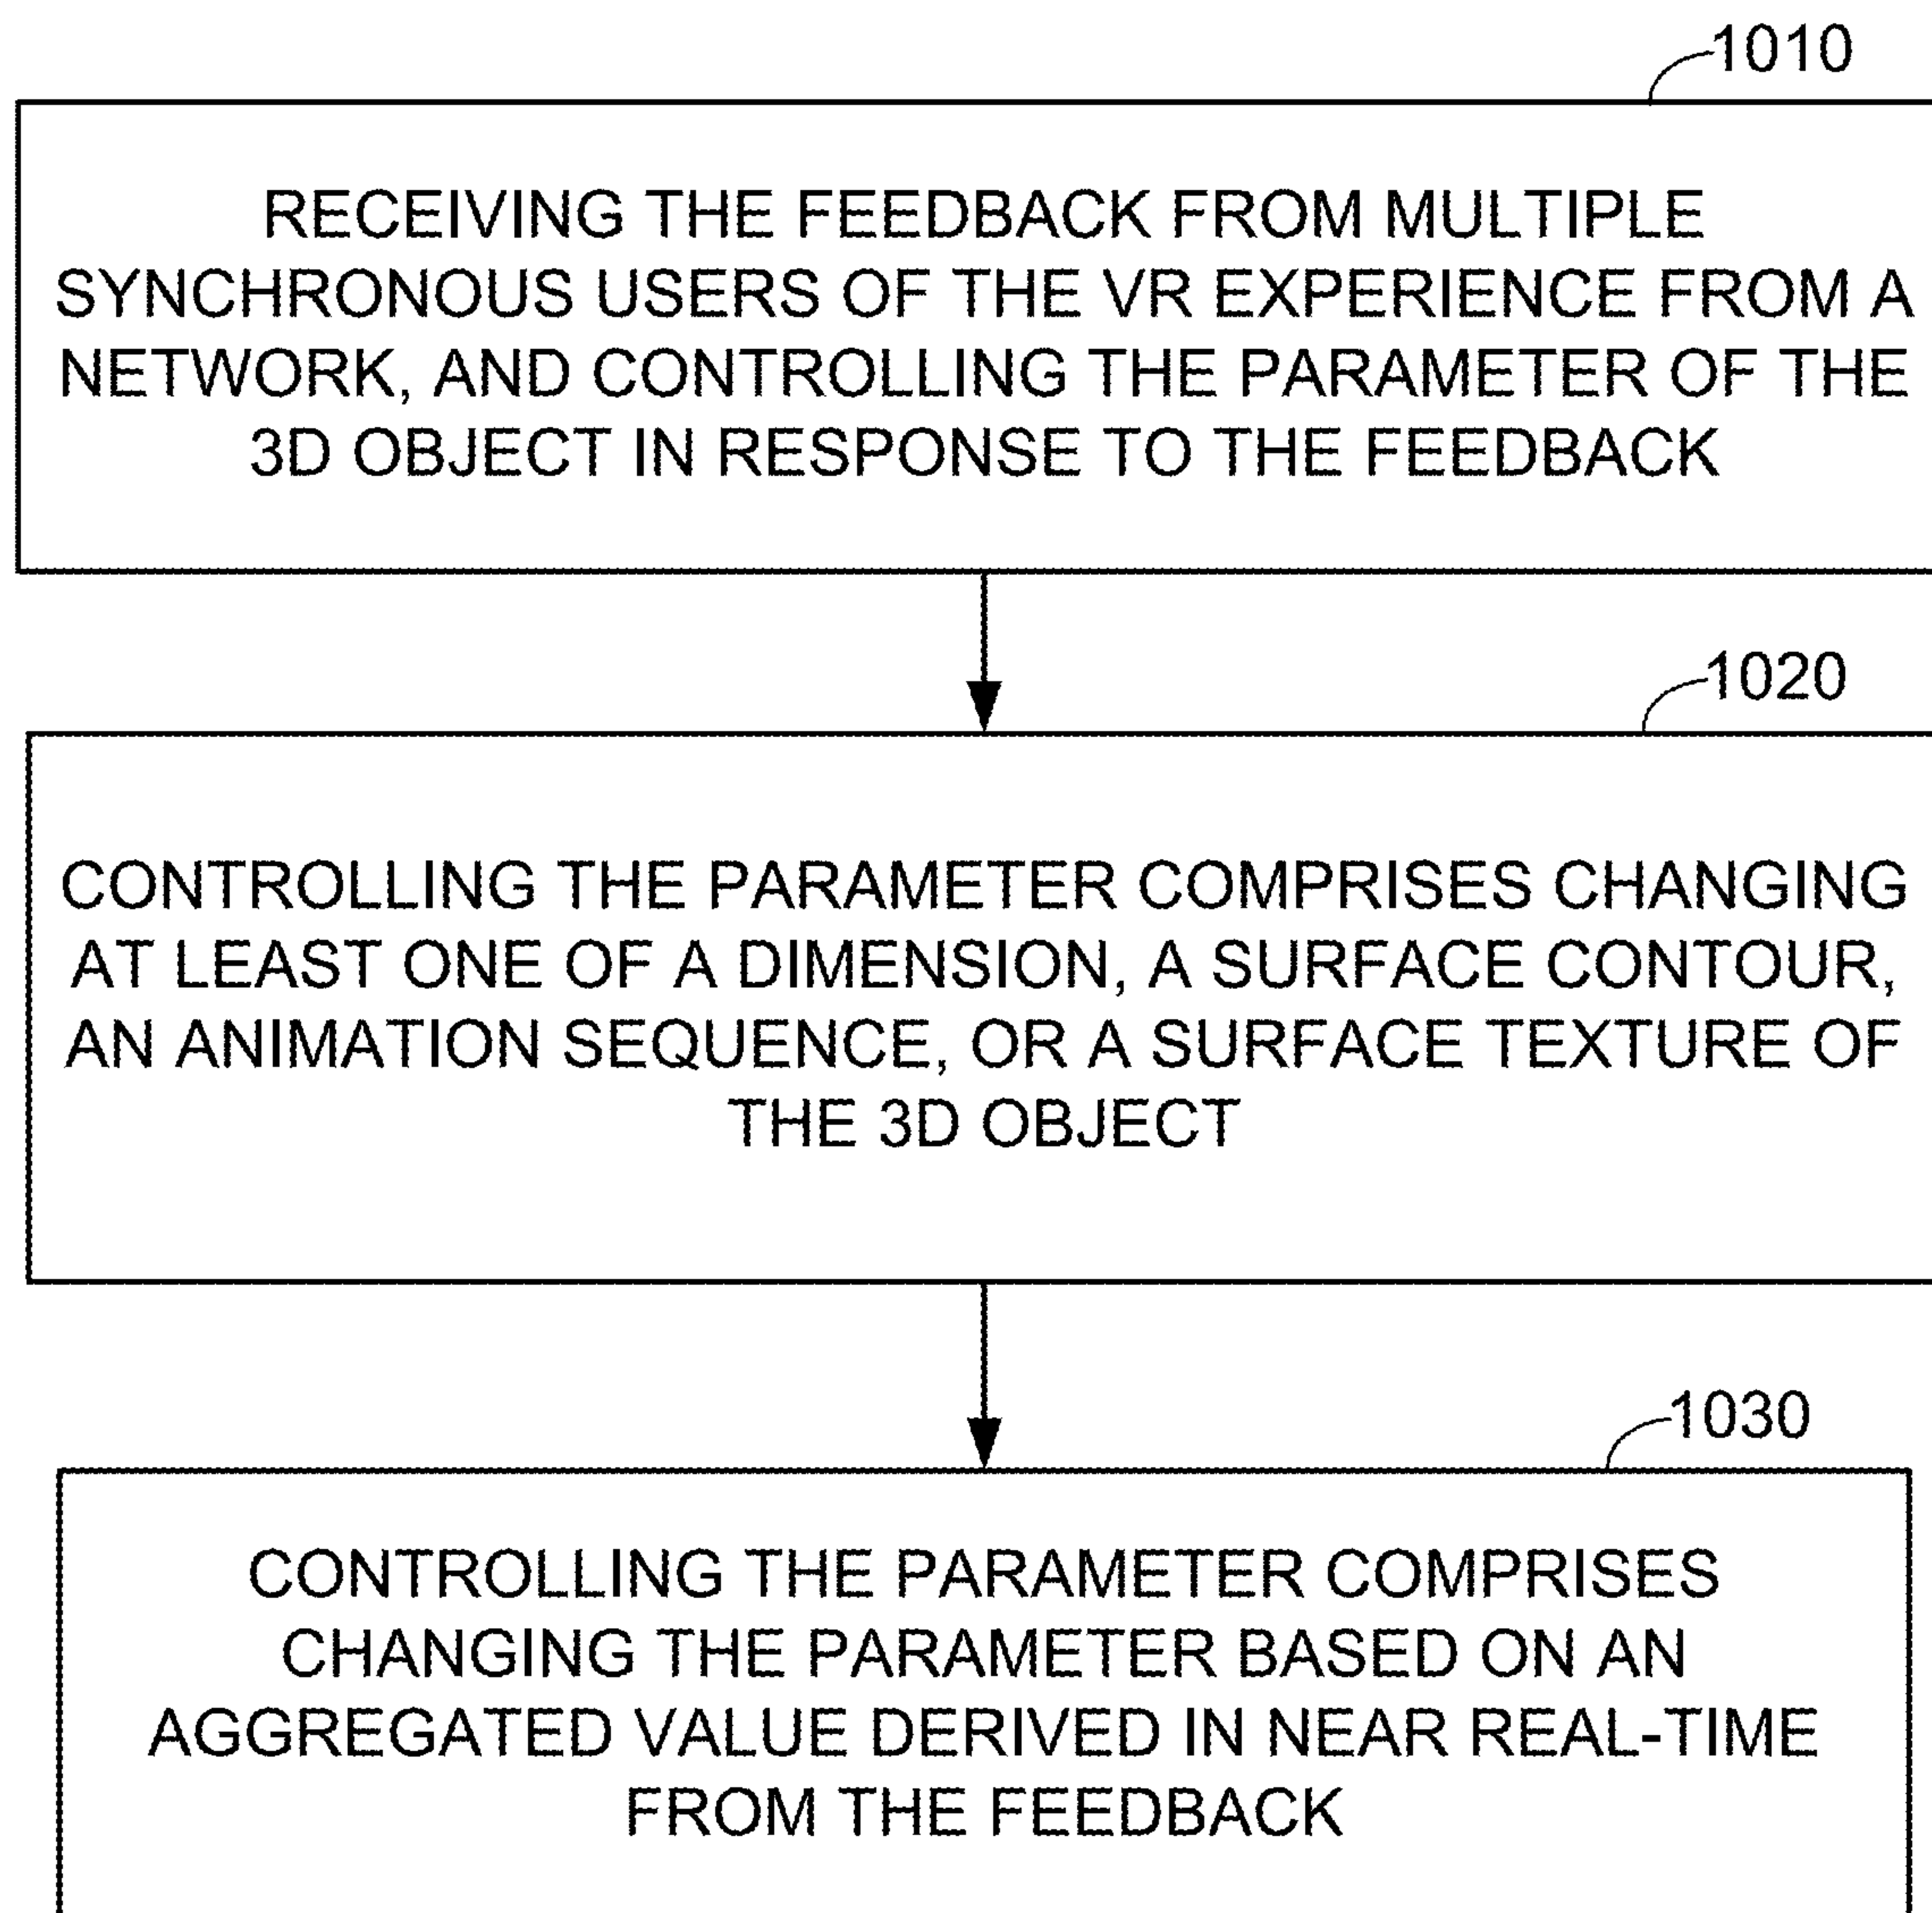 1010
RECEIVING THE FEEDBACK FROM MULTIPLE
SYNCHRONOUS USERS OF THE VR EXPERIENCE FROM A
NETWORK, AND CONTROLLING THE PARAMETER OF THE
3D OBJECT IN RESPONSE TO THE FEEDBACK
1020
CONTROLLING THE PARAMETER COMPRISES CHANGING
AT LEAST ONE OF A DIMENSION, A SURFACE CONTOUR,
AN ANIMATION SEQUENCE, OR A SURFACE TEXTURE OF
THE 3D OBJECT
1030
CONTROLLING THE PARAMETER COMPRISES
CHANGING THE PARAMETER BASED ON AN
AGGREGATED VALUE DERIVED IN NEAR REAL-TIME
FROM THE FEEDBACK